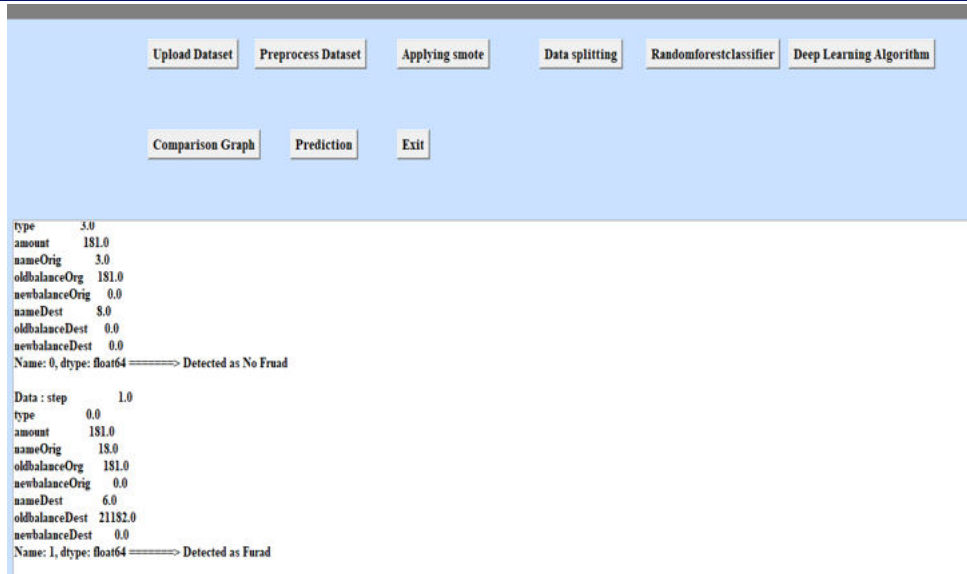 Upload Dataset Preprocess Dataset Applying smote Data splitting Randomforestclassifier Deep Learning Algorithm
Comparison Graph Prediction Exit
type 3.0
amount 181.0
nameOrig 3.0
oldbalanceOrg 181.0
newbalanceOrig 0.0
nameDest 8.0
oldbalanceDest 0.0
newbalanceDest 0.0
Name: 0, dtype: float64 =======> Detected as No Fruad
Data : step 1.0
type 0.0
amount 181.0
nameOrig 18.0
oldbalanceOrg 181.0
newbalanceOrig 0.0
nameDest 6.0
oldbalanceDest 21182.0
newbalanceDest 0.0
Name: 1, dtype: float64 =======> Detected as Furad